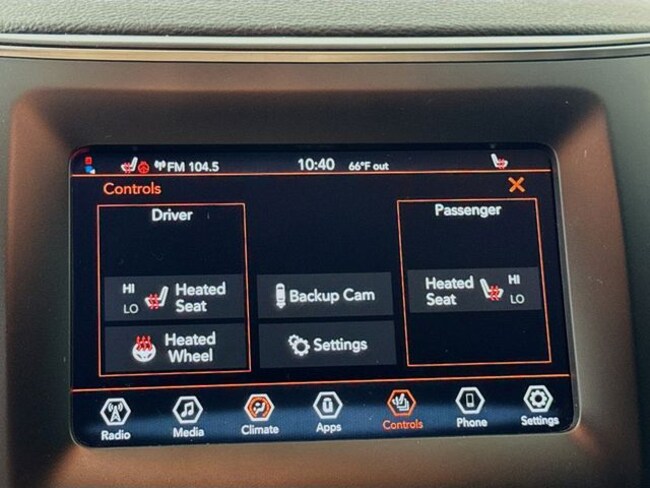 FM 104.5 10:40 66°F out
Controls
Driver
Passenger
HI
LO
Heated
Seat
Backup Cam
Heated
Seat
HI
LO
Heated
Wheel
Settings
Radio Media Climate Apps Controls Phone Settings